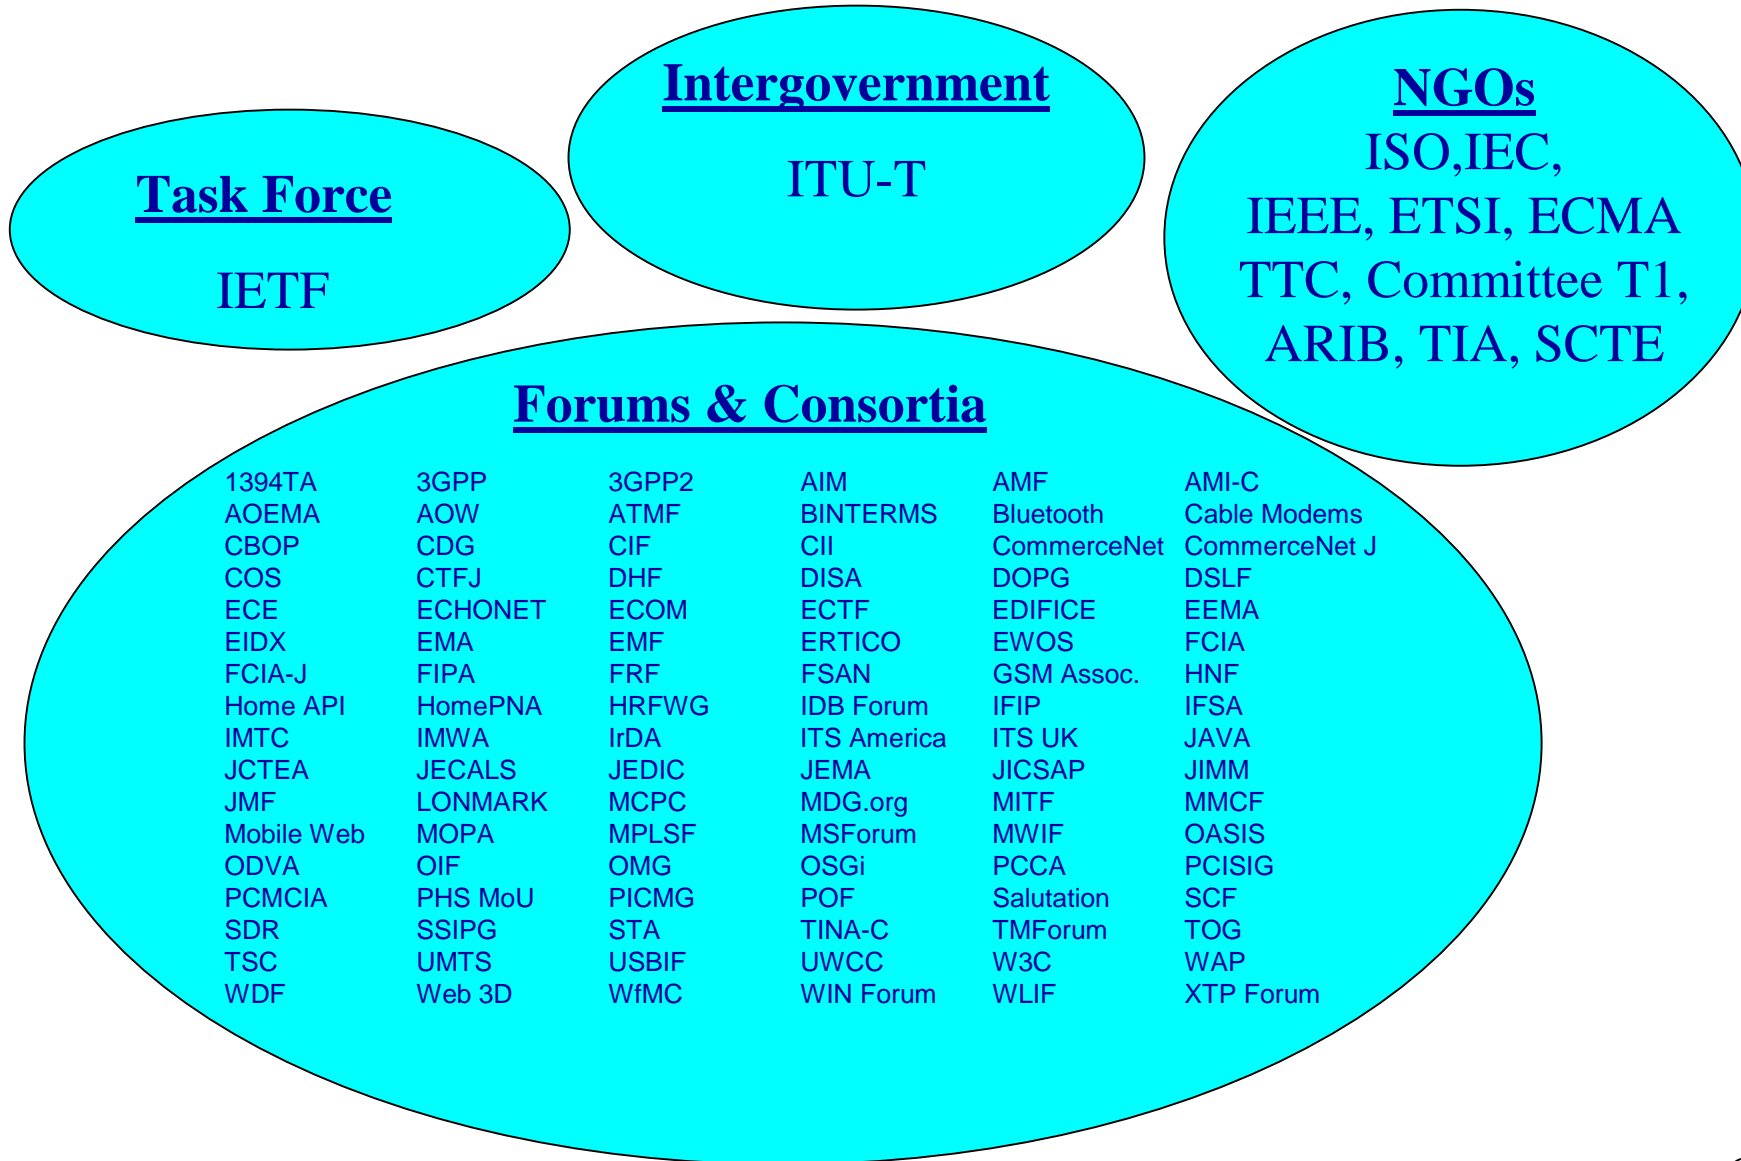 Intergovernment
ITU-T
NGOs
ISO,IEC,
IEEE, ETSI, ECMA
TTC, Committee T1,
ARIB, TIA, SCTE
Task Force
IETF
Forums & Consortia
1394TA 3GPP 3GPP2 AIM AMF AMI-C
AOEMA AOW ATMF BINTERMS Bluetooth Cable Modems
CBOP CDG CIF CII CommerceNet CommerceNet J
COS CTFJ DHF DISA DOPG DSLF
ECE ECHONET ECOM ECTF EDIFICE EEMA
EIDX EMA EMF ERTICO EWOS FCIA
FCIA-J FIPA FRF FSAN GSM Assoc. HNF
Home API HomePNA HRFWG IDB Forum IFIP IFSA
IMTC IMWA IrDA ITS America ITS UK JAVA
JCTEA JECALS JEDIC JEMA JICSAP JIMM
JMF LONMARK MCPC MDG.org MITF MMCF
Mobile Web MOPA MPLSF MSForum MWIF OASIS
ODVA OIF OMG OSGi PCCA PCISIG
PCMCIA PHS MoU PICMG POF Salutation SCF
SDR SSIPG STA TINA-C TMForum TOG
TSC UMTS USBIF UWCC W3C WAP
WDF Web 3D WfMC WIN Forum WLIF XTP Forum